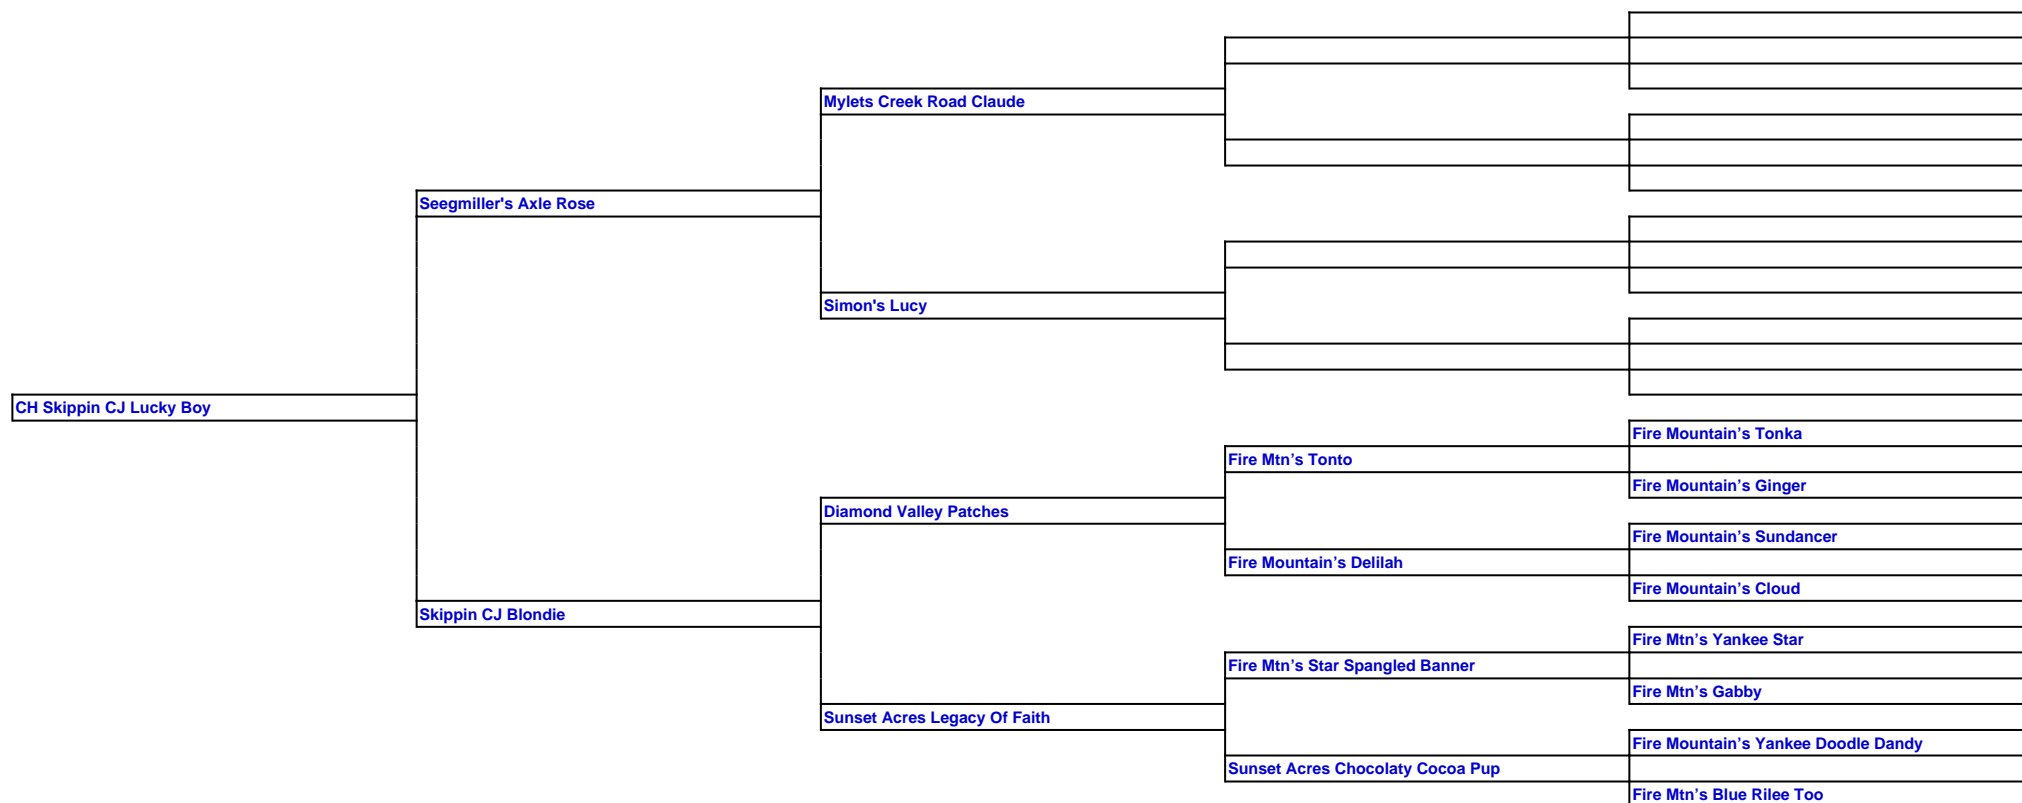 Mylets Creek Road Claude
Seegmiller's Axle Rose
Simon's Lucy
CH Skippin CJ Lucky Boy
Fire Mountain’s Tonka
Fire Mtn’s Tonto
Fire Mountain’s Ginger
Diamond Valley Patches
Fire Mountain’s Sundancer
Fire Mountain’s Delilah
Fire Mountain’s Cloud
Skippin CJ Blondie
Fire Mtn’s Yankee Star
Fire Mtn’s Star Spangled Banner
Fire Mtn’s Gabby
Sunset Acres Legacy Of Faith
Fire Mountain’s Yankee Doodle Dandy
Sunset Acres Chocolaty Cocoa Pup
Fire Mtn’s Blue Rilee Too